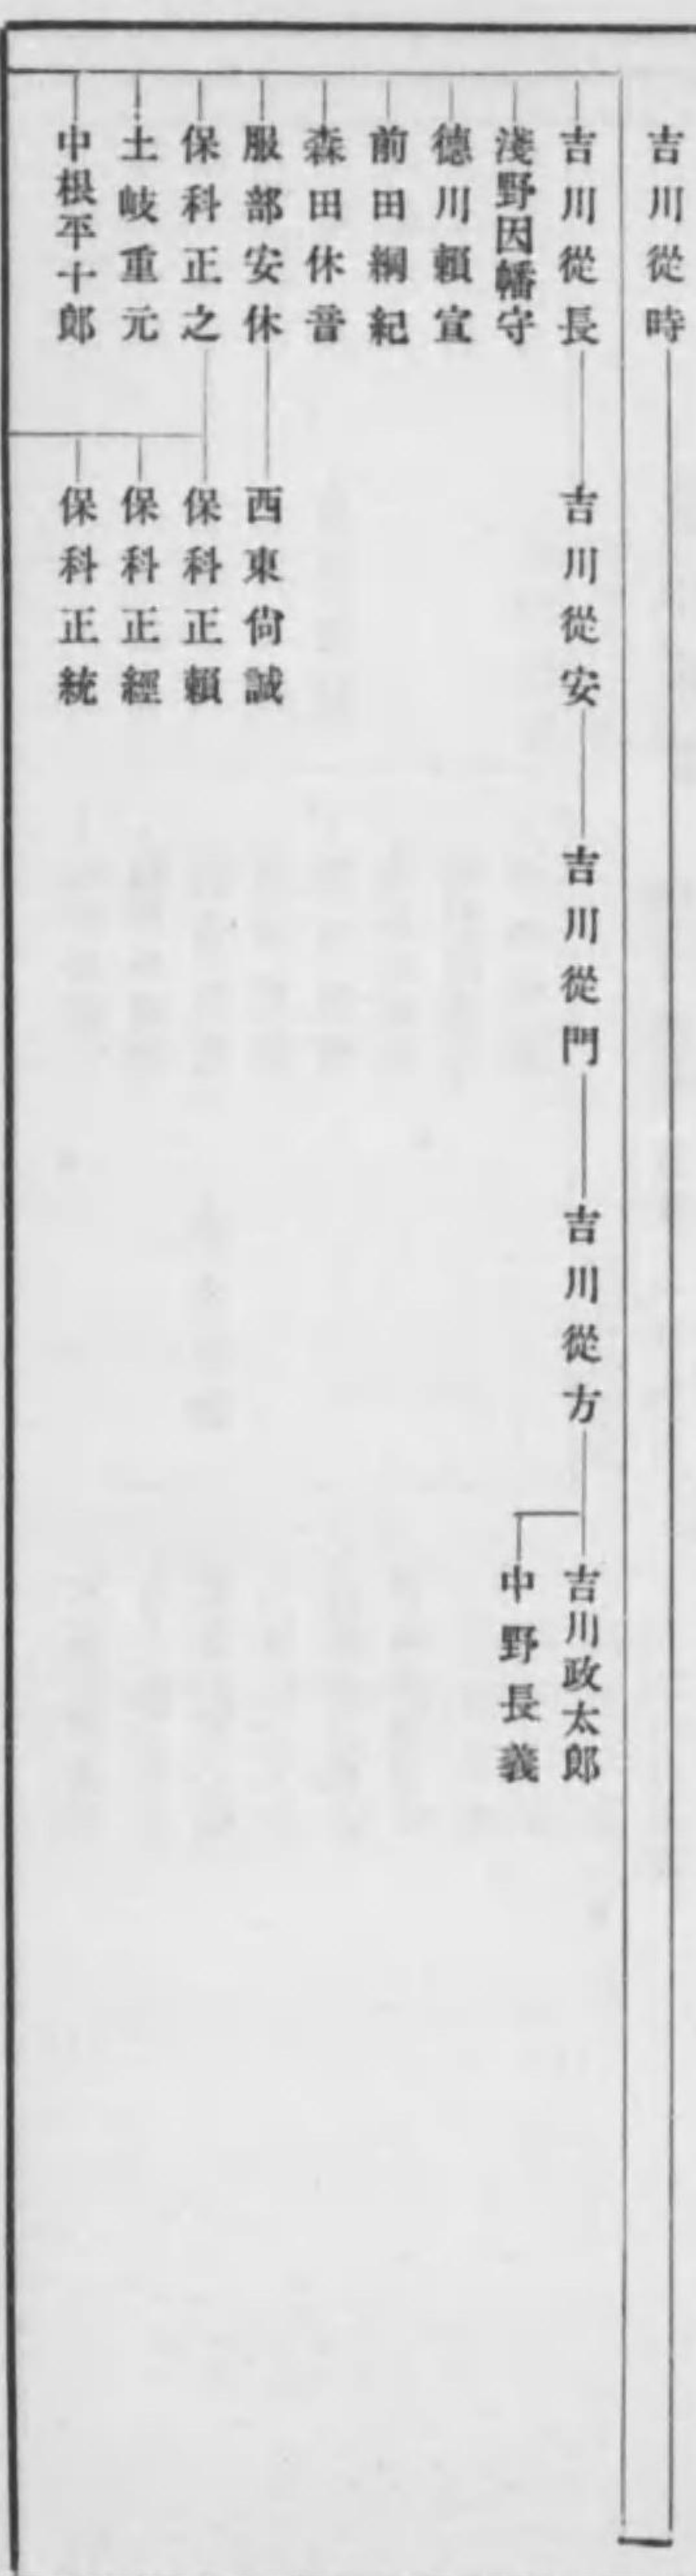 吉川從時
吉川從長
吉川從安
吉川從門
吉川從方
吉川政太郎
中野長義
淺野因幡守
德川賴宣
前田綱紀
森田休音
服部安休
西東尙誠
保科正之
保科正賴
保科正經
保科正統
土岐重元
中根平十郎